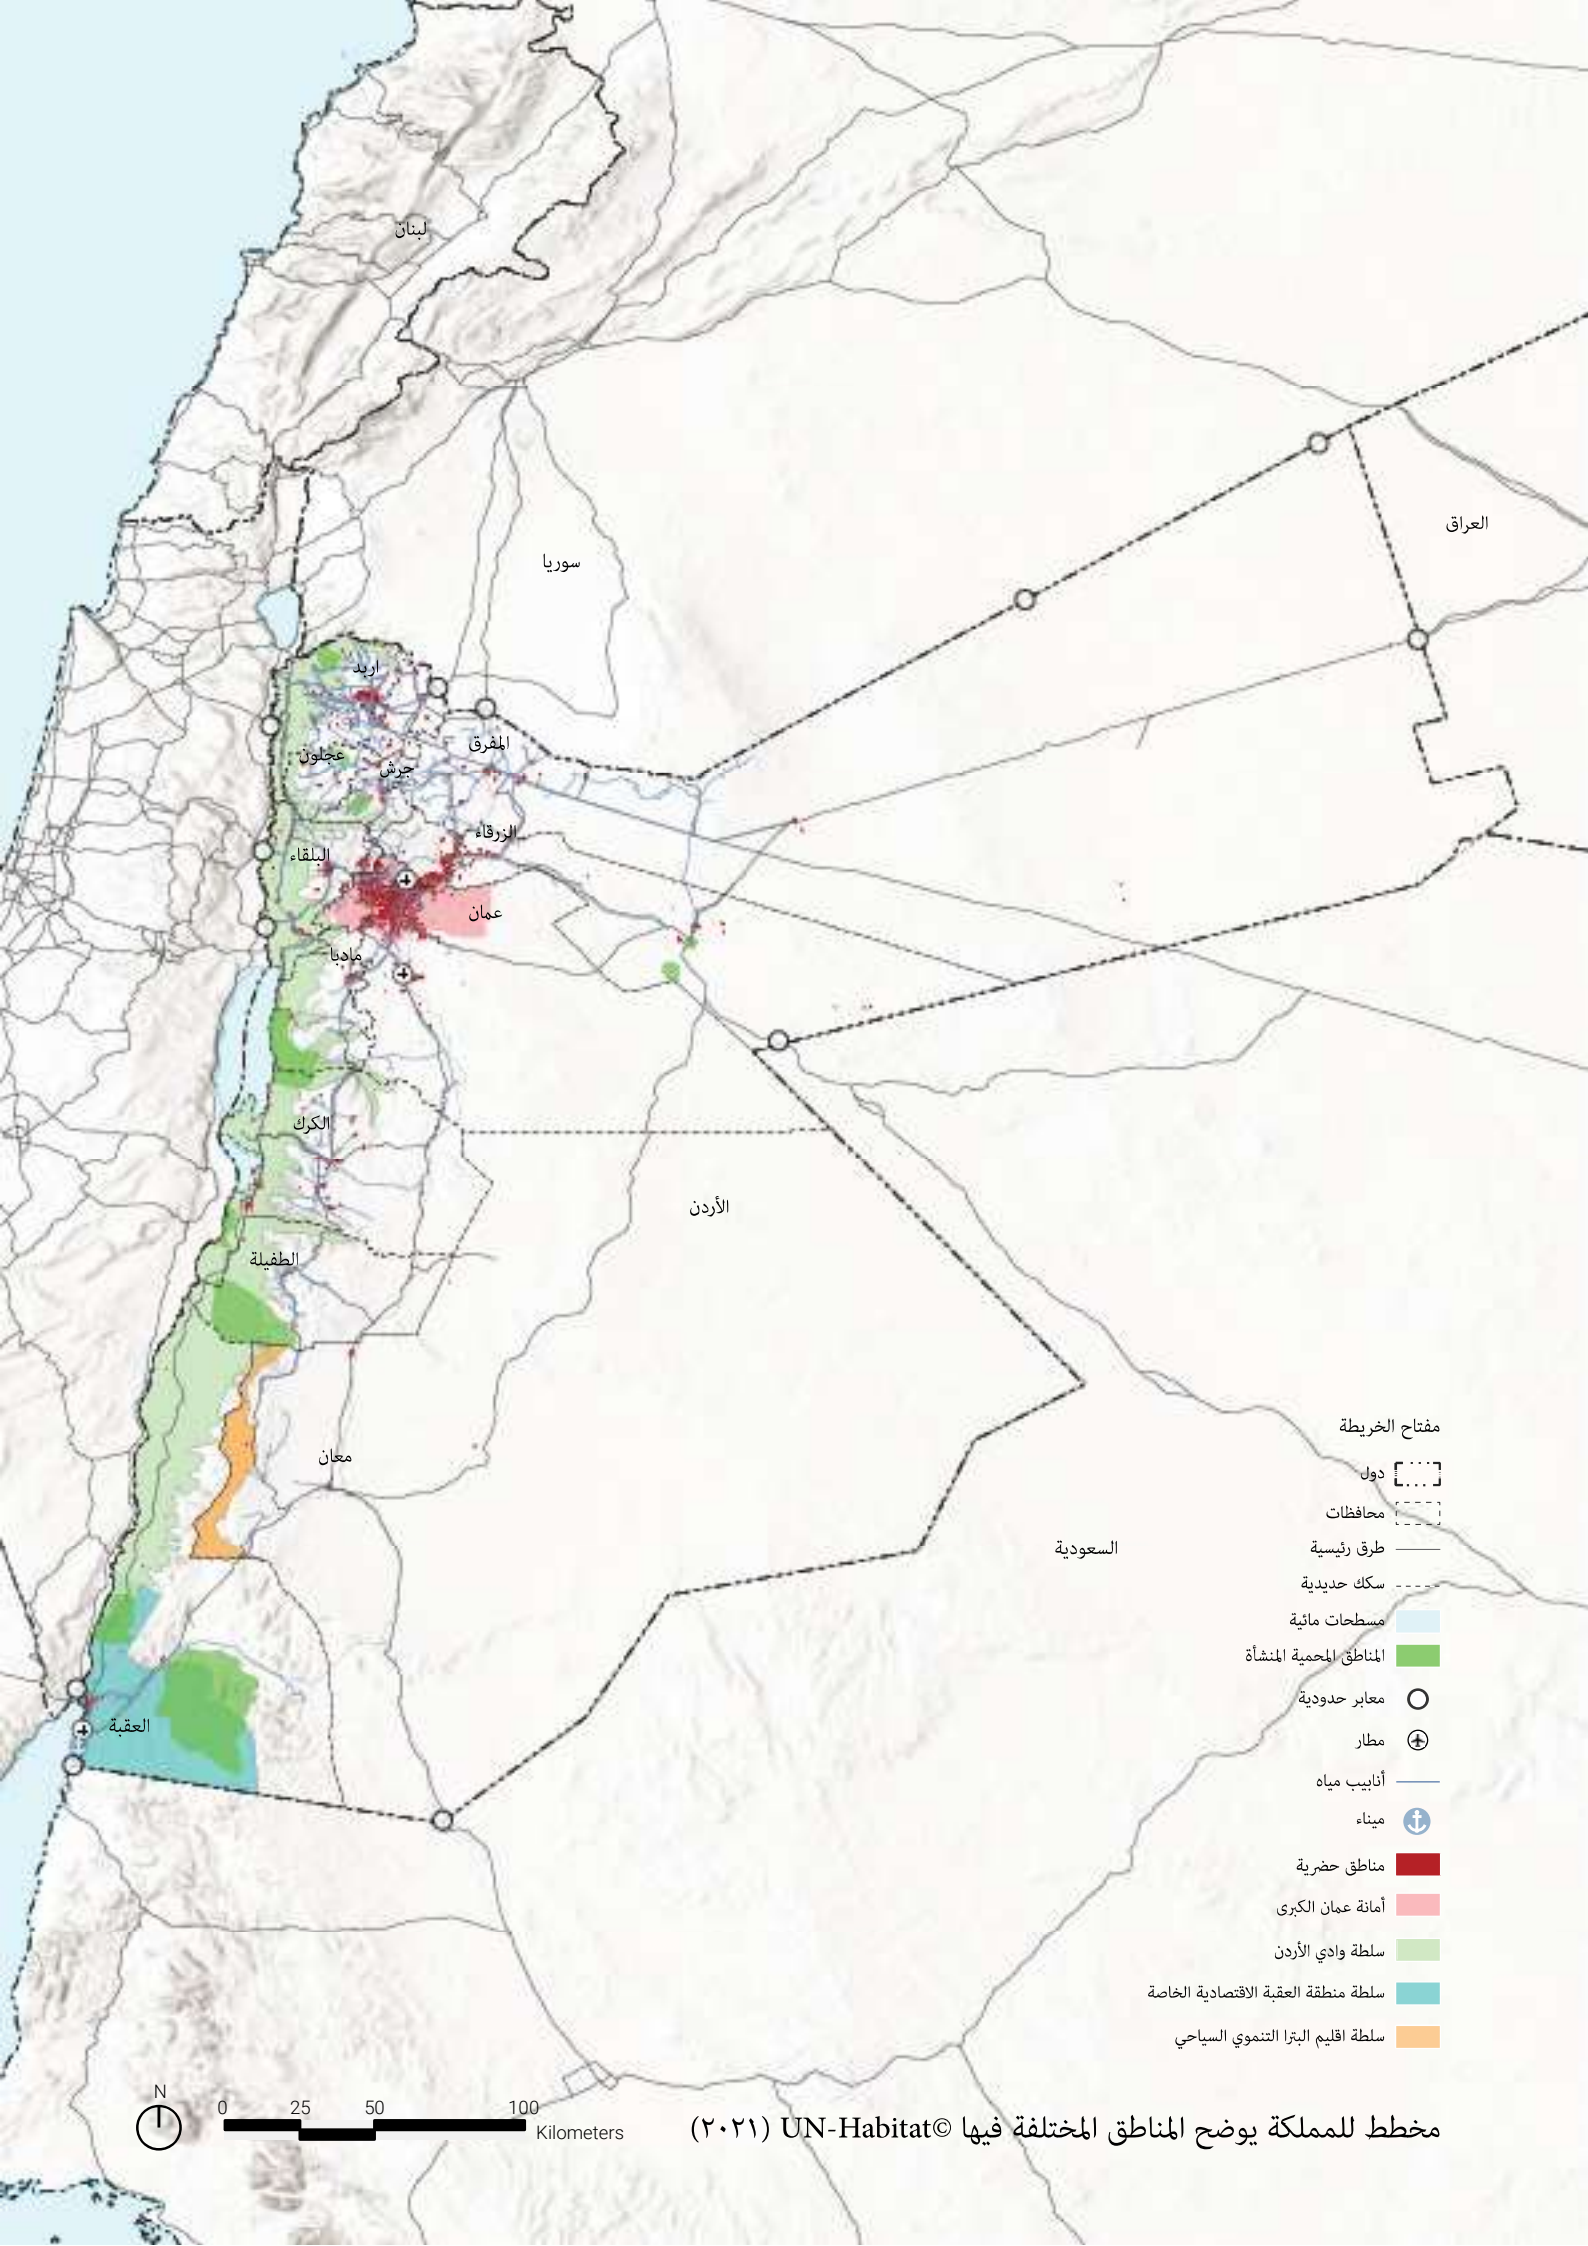 لبنان
العراق
سوريا
اربد
المفرق
عجلون
جرش
الزرقاء
البلقاء
عمان
مادبا
الكرك
الأردن
الطفيلة
معان
السعودية
العقبة
مفتاح الخريطة
دول
محافظات
طرق رئيسية
سكك حديدية
مسطحات مائية
المناطق المحمية المنشأة
معابر حدودية
مطار
أنابيب مياه
ميناء
مناطق حضرية
أمانة عمان الكبرى
سلطة وادي الأردن
سلطة منطقة العقبة الاقتصادية الخاصة
سلطة اقليم البترا التنموي السياحي
N
0 25 50 100
Kilometers
مخطط للمملكة يوضح المناطق المختلفة فيها ©UN-Habitat (٢٠٢١)